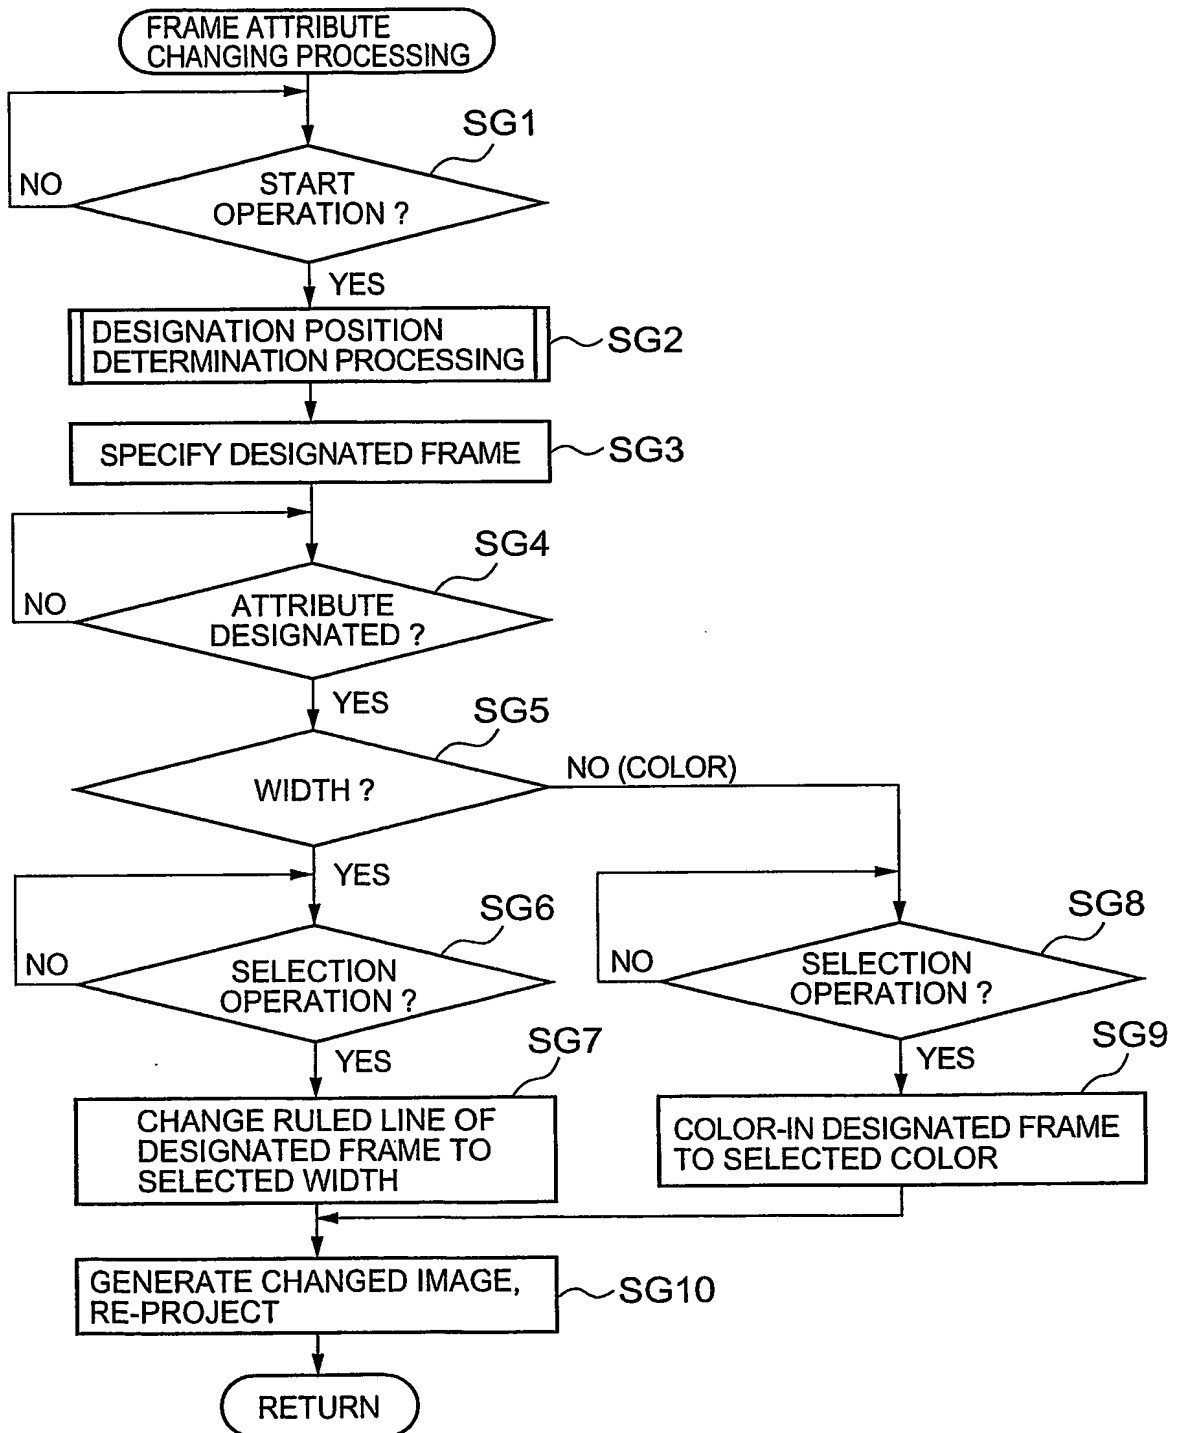 FRAME ATTRIBUTE
CHANGING PROCESSING
SG1
NO
START
OPERATION ?
YES
DESIGNATION POSITION
DETERMINATION PROCESSING
SG2
SPECIFY DESIGNATED FRAME
SG3
SG4
NO
ATTRIBUTE
DESIGNATED ?
YES
SG5
WIDTH ?
NO (COLOR)
YES
SG6
NO
SELECTION
OPERATION ?
YES
SG8
NO
SELECTION
OPERATION ?
YES
SG7
CHANGE RULED LINE OF
DESIGNATED FRAME TO
SELECTED WIDTH
SG9
COLOR-IN DESIGNATED FRAME
TO SELECTED COLOR
GENERATE CHANGED IMAGE,
RE-PROJECT
SG10
RETURN